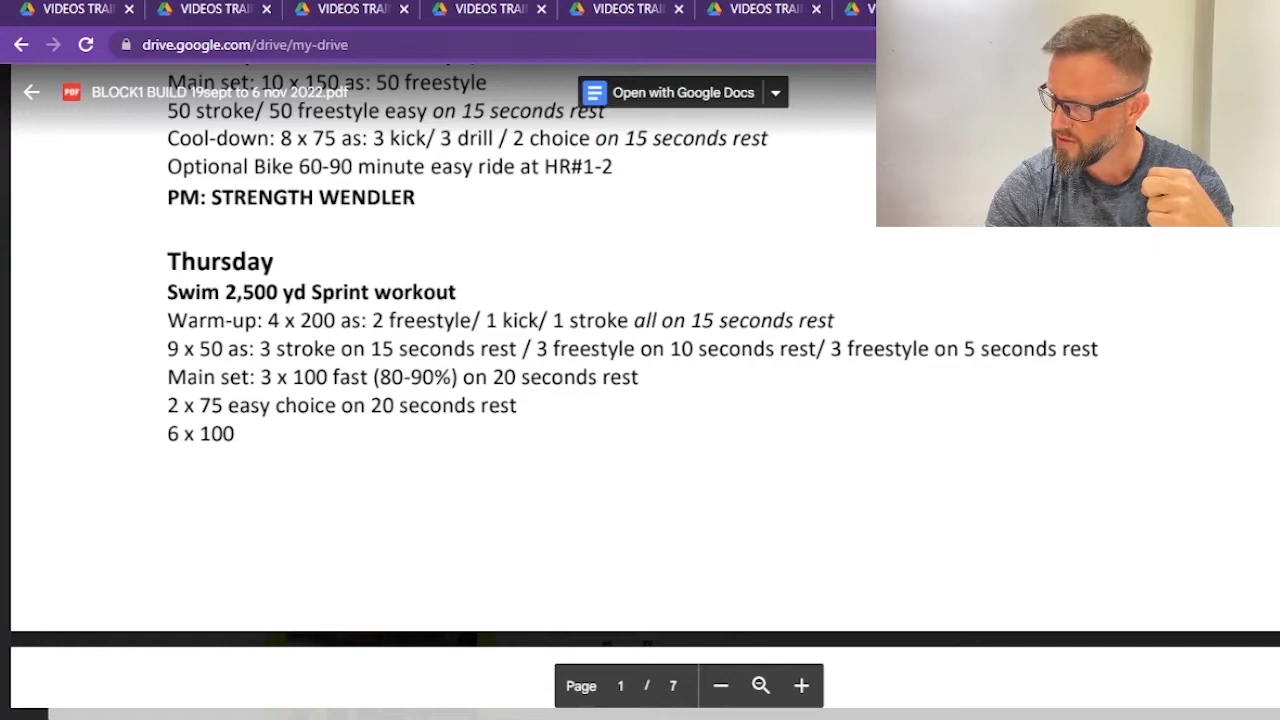 VIDEOS TRAI VIDEOS TRAI VIDEOS TRAI VIDEOS TRAI VIDEOS TRAI VIDEOS TRAI V
drive.google.com/drive/my-drive
Main set: 10 x 150 as: 50 freestyle
PDF BLOCK1 BUILD 19sept to 6 nov 2022.pdf
Open with Google Docs
50 stroke/ 50 freestyle easy on 15 seconds rest
Cool-down: 8 x 75 as: 3 kick/ 3 drill / 2 choice on 15 seconds rest
Optional Bike 60-90 minute easy ride at HR#1-2
PM: STRENGTH WENDLER
Thursday
Swim 2,500 yd Sprint workout
Warm-up: 4 x 200 as: 2 freestyle/ 1 kick/ 1 stroke all on 15 seconds rest
9 x 50 as: 3 stroke on 15 seconds rest / 3 freestyle on 10 seconds rest/ 3 freestyle on 5 seconds rest
Main set: 3 x 100 fast (80-90%) on 20 seconds rest
2 x 75 easy choice on 20 seconds rest
6 x 100
Page 1 / 7